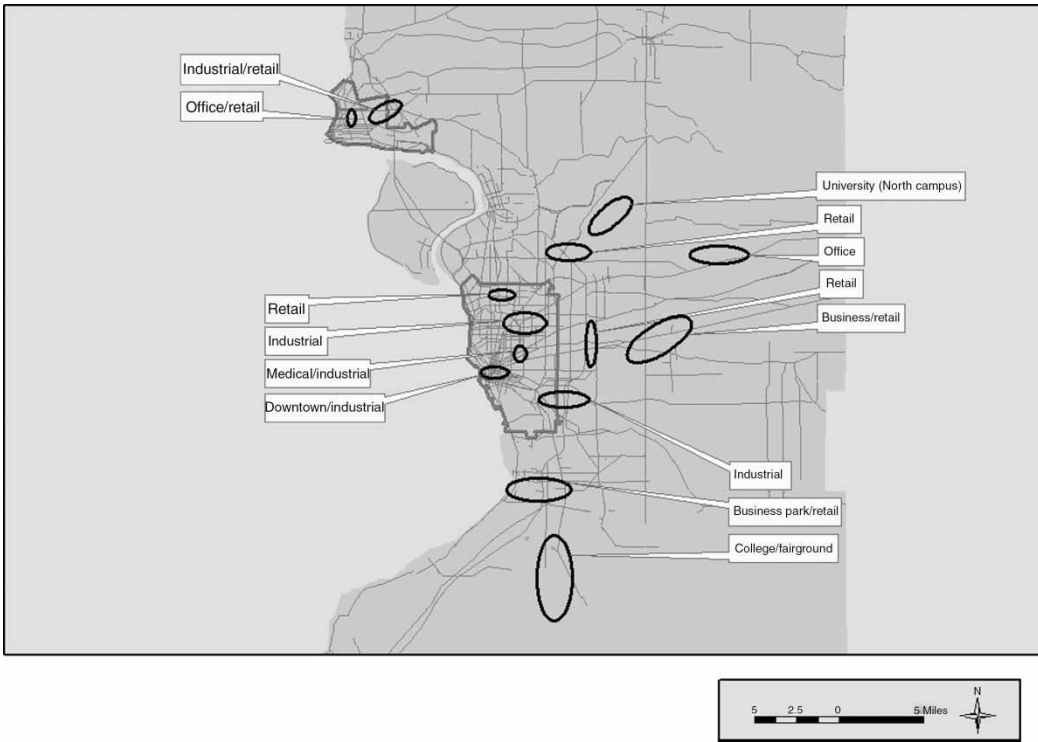 Industrial/retail
Office/retail
University (North campus)
Retail
Office
Retail
Business/retail
Retail
Industrial
Medical/industrial
Downtown/industrial
Industrial
Business park/retail
College/fairground
N
5 2.5 0 5 Miles